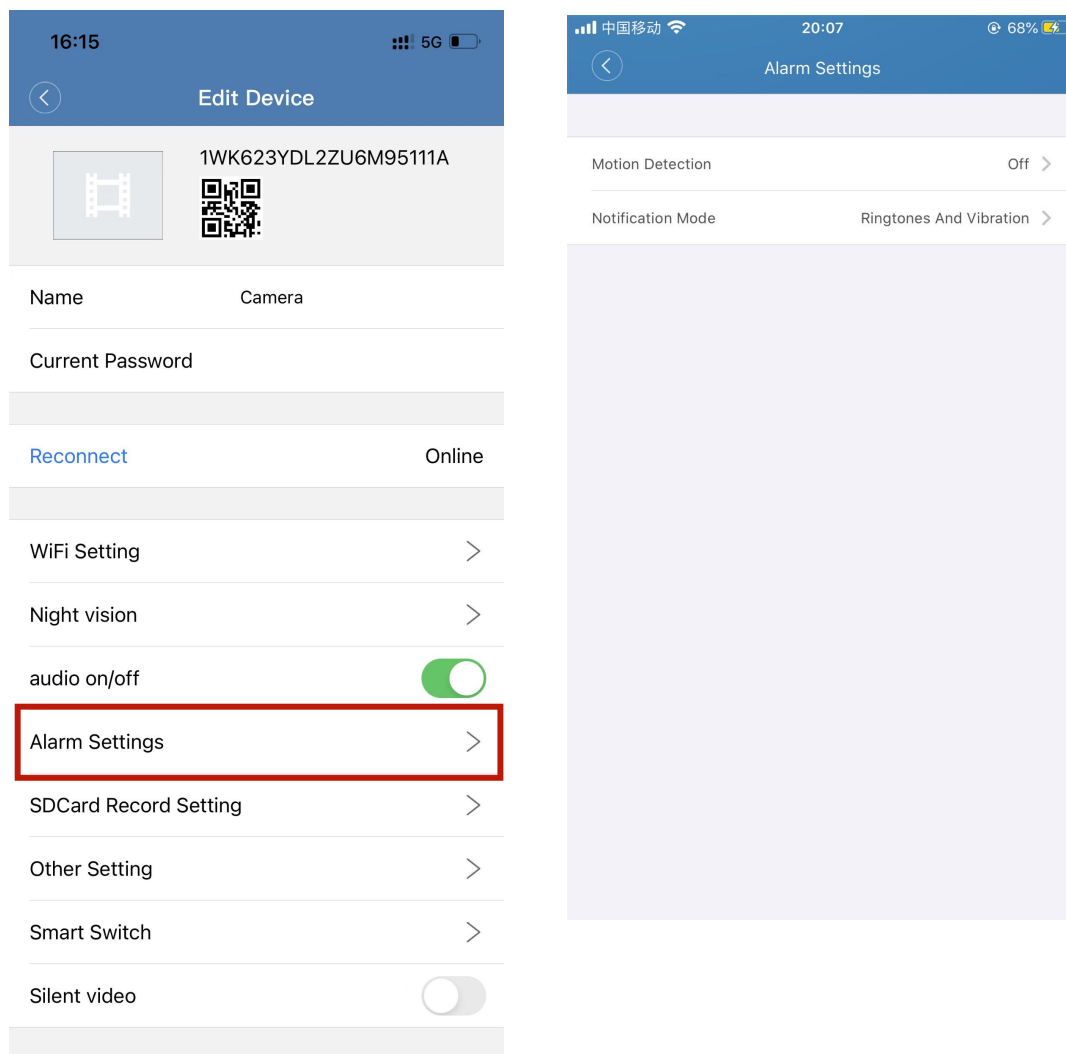 16:15
5G
Edit Device
1WK623YDL2ZU6M95111A
Name Camera
Current Password
Reconnect Online
WiFi Setting
Night vision
audio on/off
Alarm Settings
SDCard Record Setting
Other Setting
Smart Switch
Silent video
中国移动 20:07 68%
Alarm Settings
Motion Detection Off
Notification Mode Ringtones And Vibration